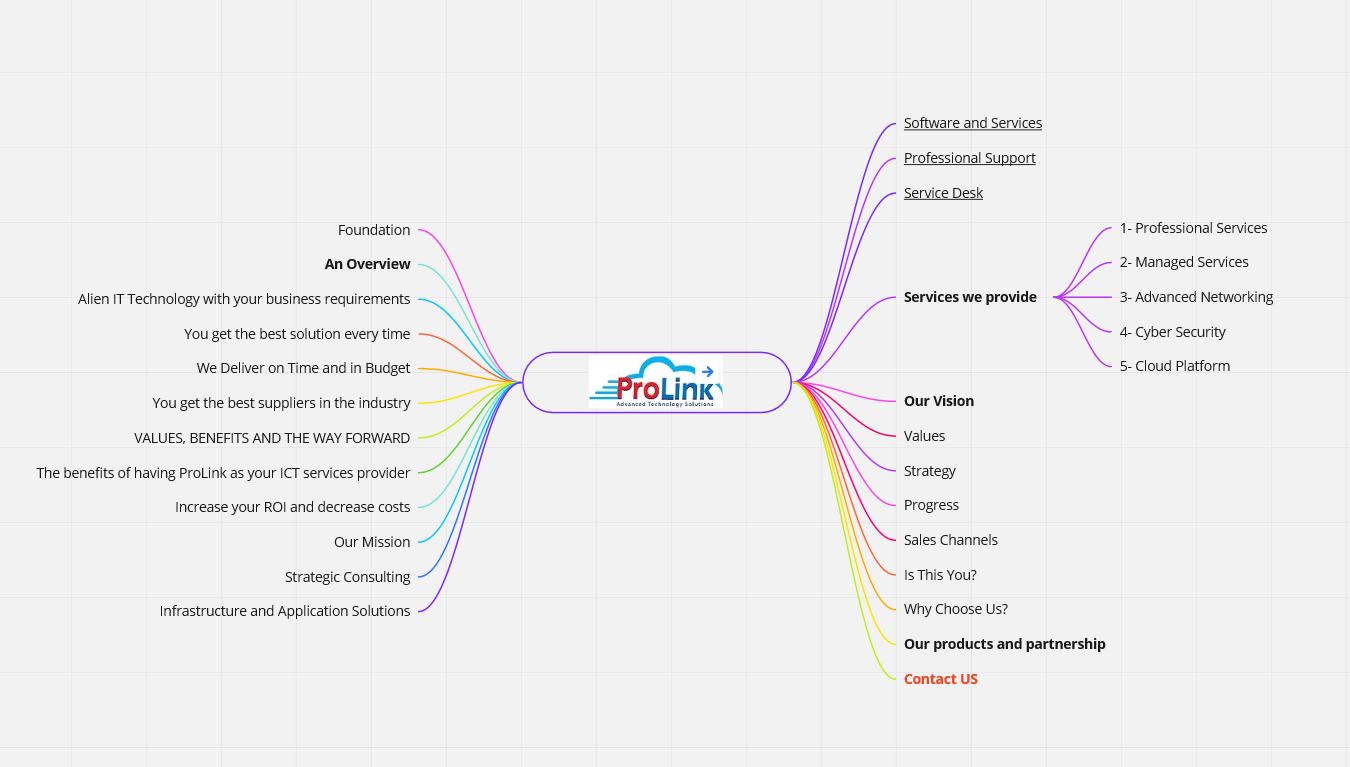 Foundation
An Overview
Alien IT Technology with your business requirements
You get the best solution every time
We Deliver on Time and in Budget
You get the best suppliers in the industry
VALUES, BENEFITS AND THE WAY FORWARD
The benefits of having ProLink as your ICT services provider
Increase your ROI and decrease costs
Our Mission
Strategic Consulting
Infrastructure and Application Solutions
ProLink
Advanced Technology Solutions
Software and Services
Professional Support
Service Desk
Services we provide
1- Professional Services
2- Managed Services
3- Advanced Networking
4- Cyber Security
5- Cloud Platform
Our Vision
Values
Strategy
Progress
Sales Channels
Is This You?
Why Choose Us?
Our products and partnership
Contact US